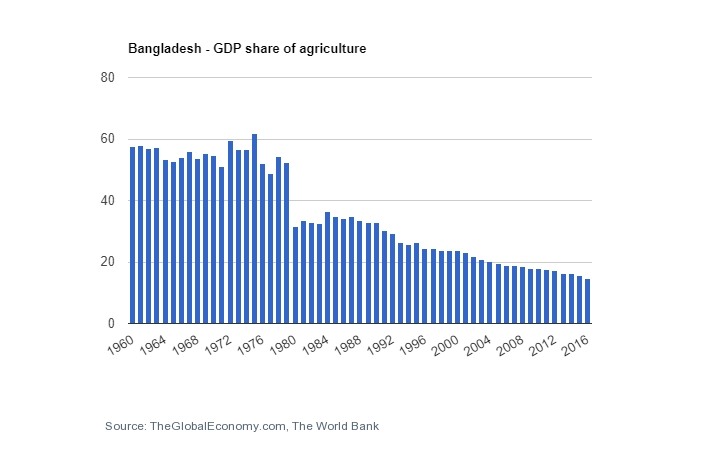 Bangladesh - GDP share of agriculture
80
60
40
20
0
1960 1964 1968 1972 1976 1980 1984 1988 1992 1996 2000 2004 2008 2012 2016
Source: TheGlobalEconomy.com, The World Bank